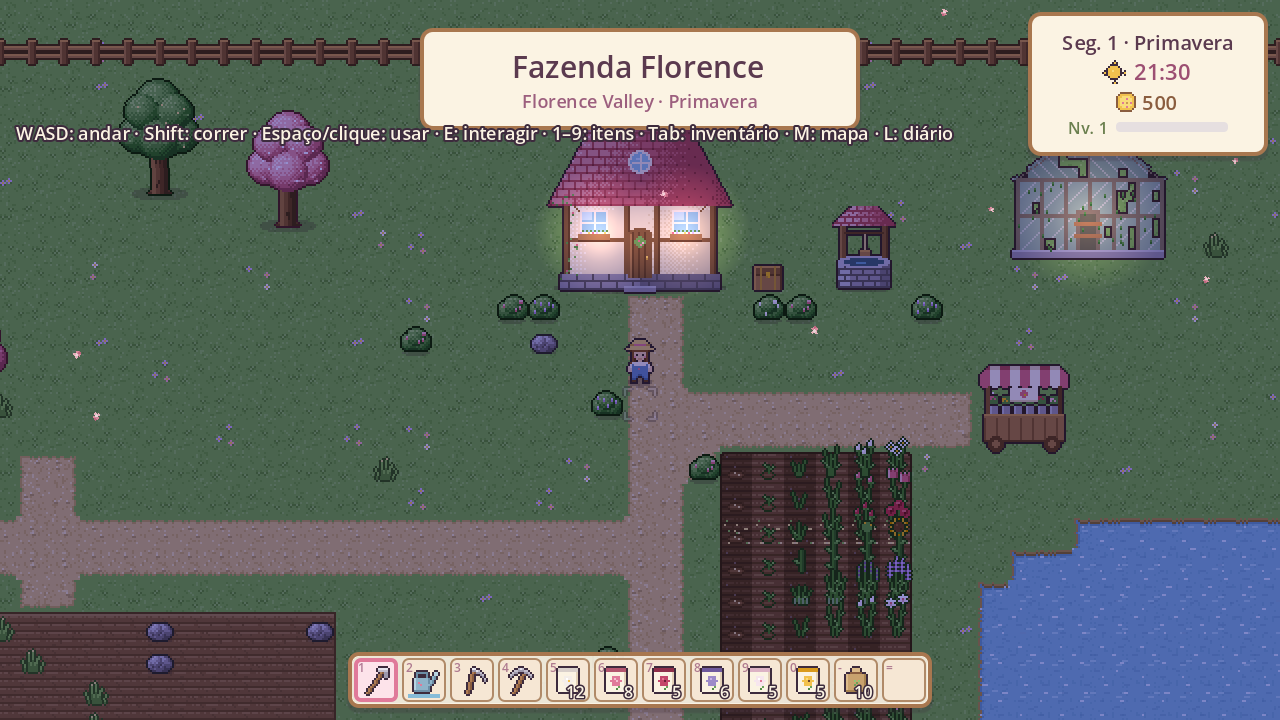 Fazenda Florence
Florence Valley · Primavera
Seg. 1 · Primavera
21:30
500
Nv. 1
WASD: andar · Shift: correr · Espaço/clique: usar · E: interagir · 1–9: itens · Tab: inventário · M: mapa · L: diário
1 2 3 4 5 6 7 8 9 0 - =
12 8 5 6 5 5 10